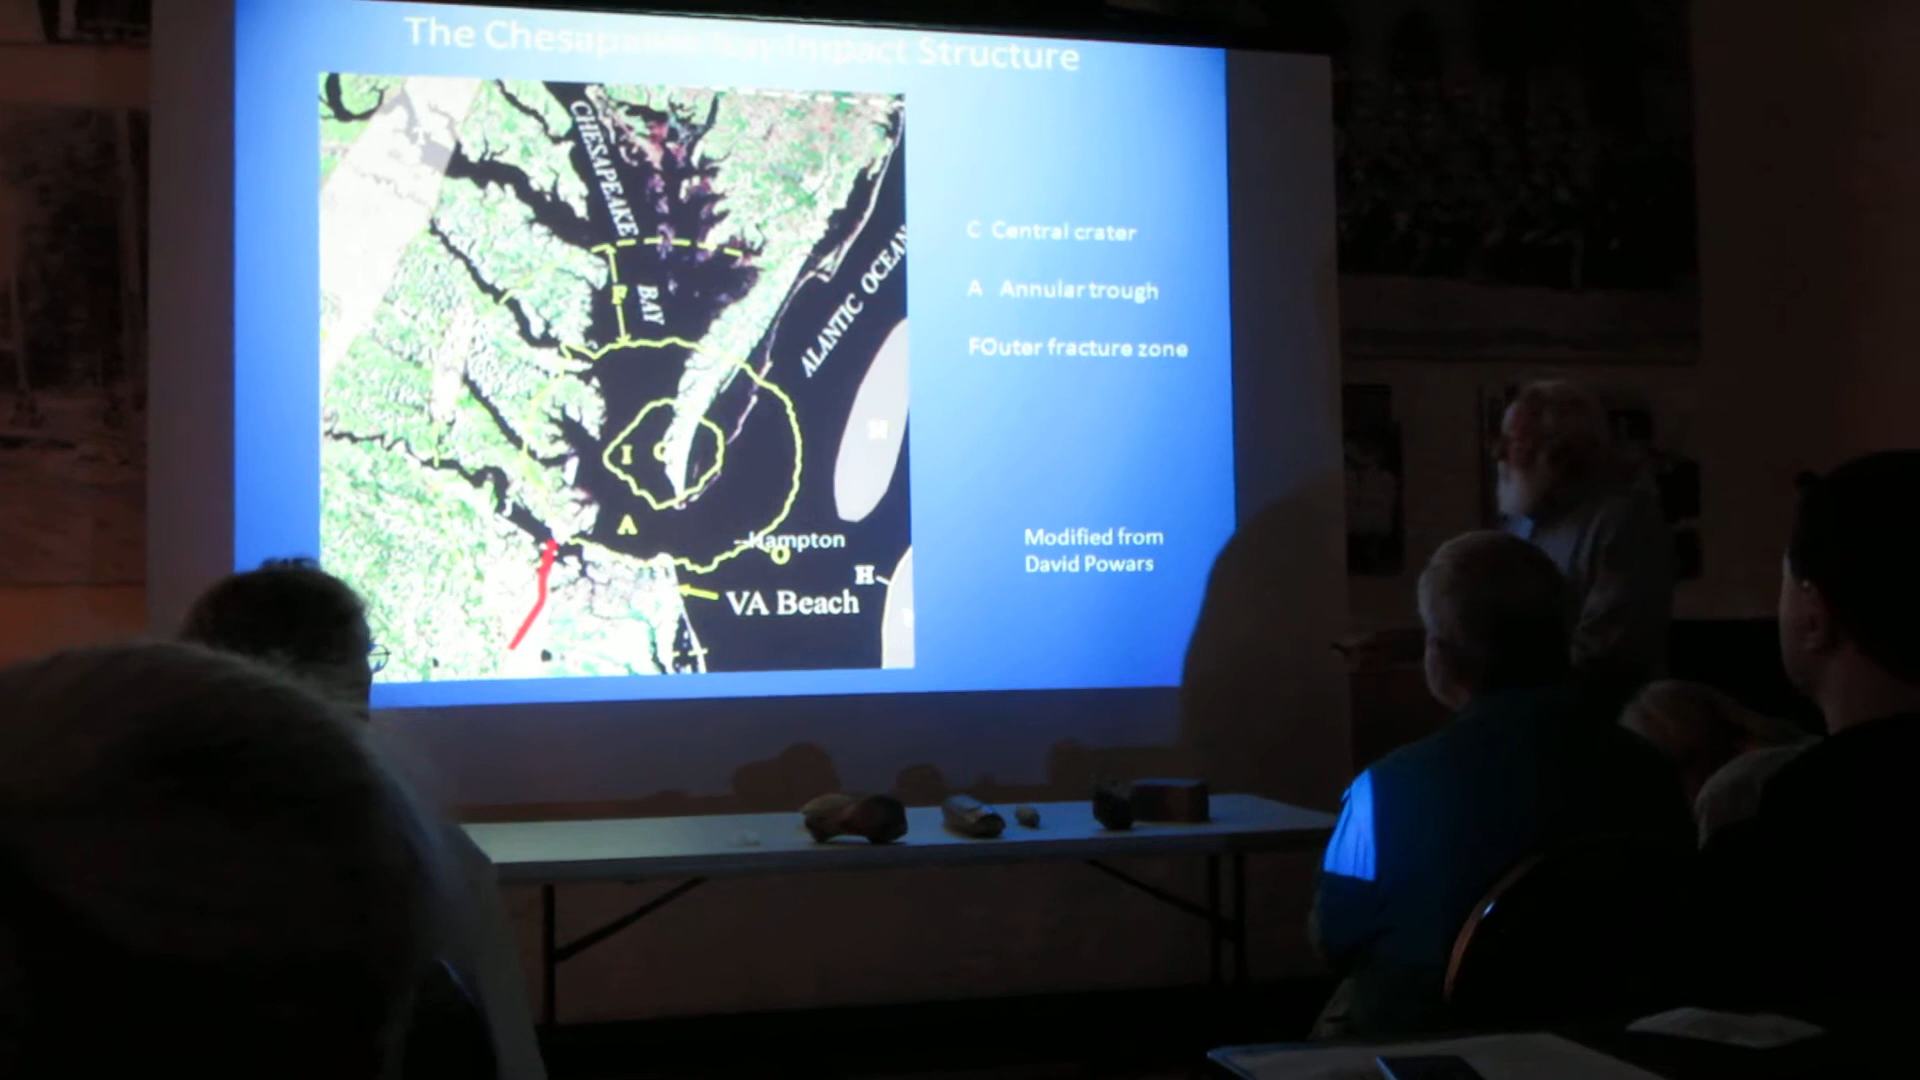 The Chesapeake Bay Impact Structure
CHESAPEAKE
BAY
F
ALANTIC OCEAN
C Central crater
A Annular trough
FOuter fracture zone
I
C
A
--Hampton
O
H
H
VA Beach
Modified from
David Powars